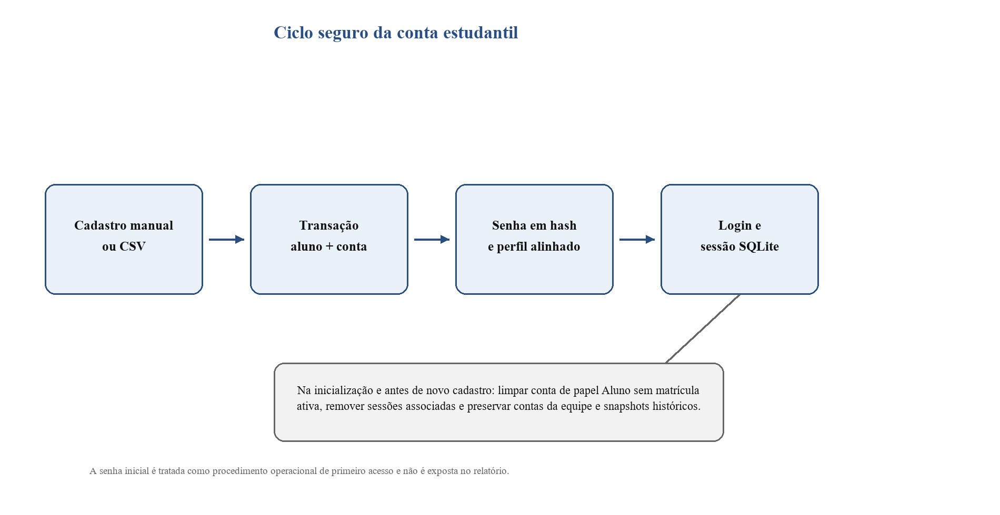 Ciclo seguro da conta estudantil
Cadastro manual
ou CSV
Transação
aluno + conta
Senha em hash
e perfil alinhado
Login e
sessão SQLite
Na inicialização e antes de novo cadastro: limpar conta de papel Aluno sem matrícula
ativa, remover sessões associadas e preservar contas da equipe e snapshots históricos.
A senha inicial é tratada como procedimento operacional de primeiro acesso e não é exposta no relatório.